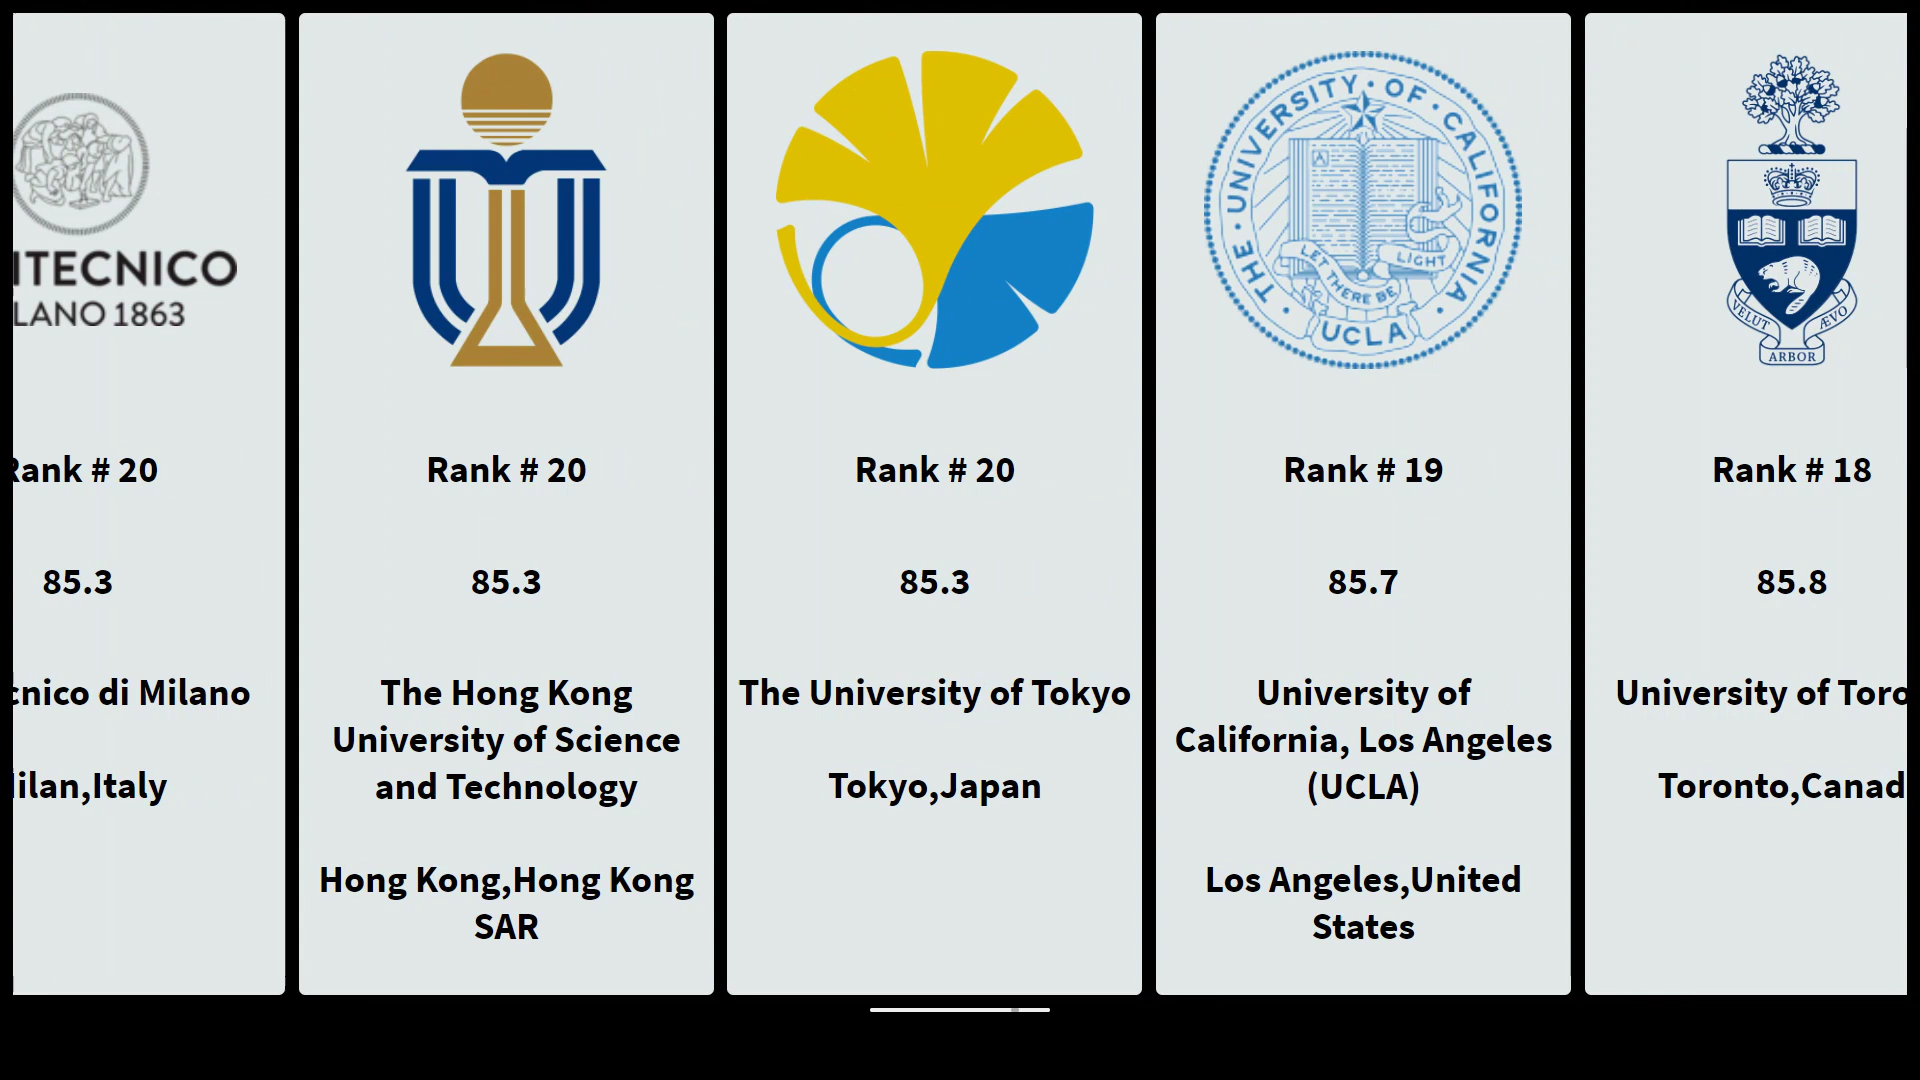 ITECNICO
LANO 1863
Rank # 20
85.3
cnico di Milano
ilan,Italy
Rank # 20
85.3
The Hong Kong
University of Science
and Technology
Hong Kong,Hong Kong
SAR
Rank # 20
85.3
The University of Tokyo
Tokyo,Japan
THE · UNIVERSITY · OF · CALIFORNIA
A
LET THERE BE
LIGHT
UCLA
Rank # 19
85.7
University of
California, Los Angeles
(UCLA)
Los Angeles,United
States
VELUT
ÆVO
ARBOR
Rank # 18
85.8
University of Toro
Toronto,Canad